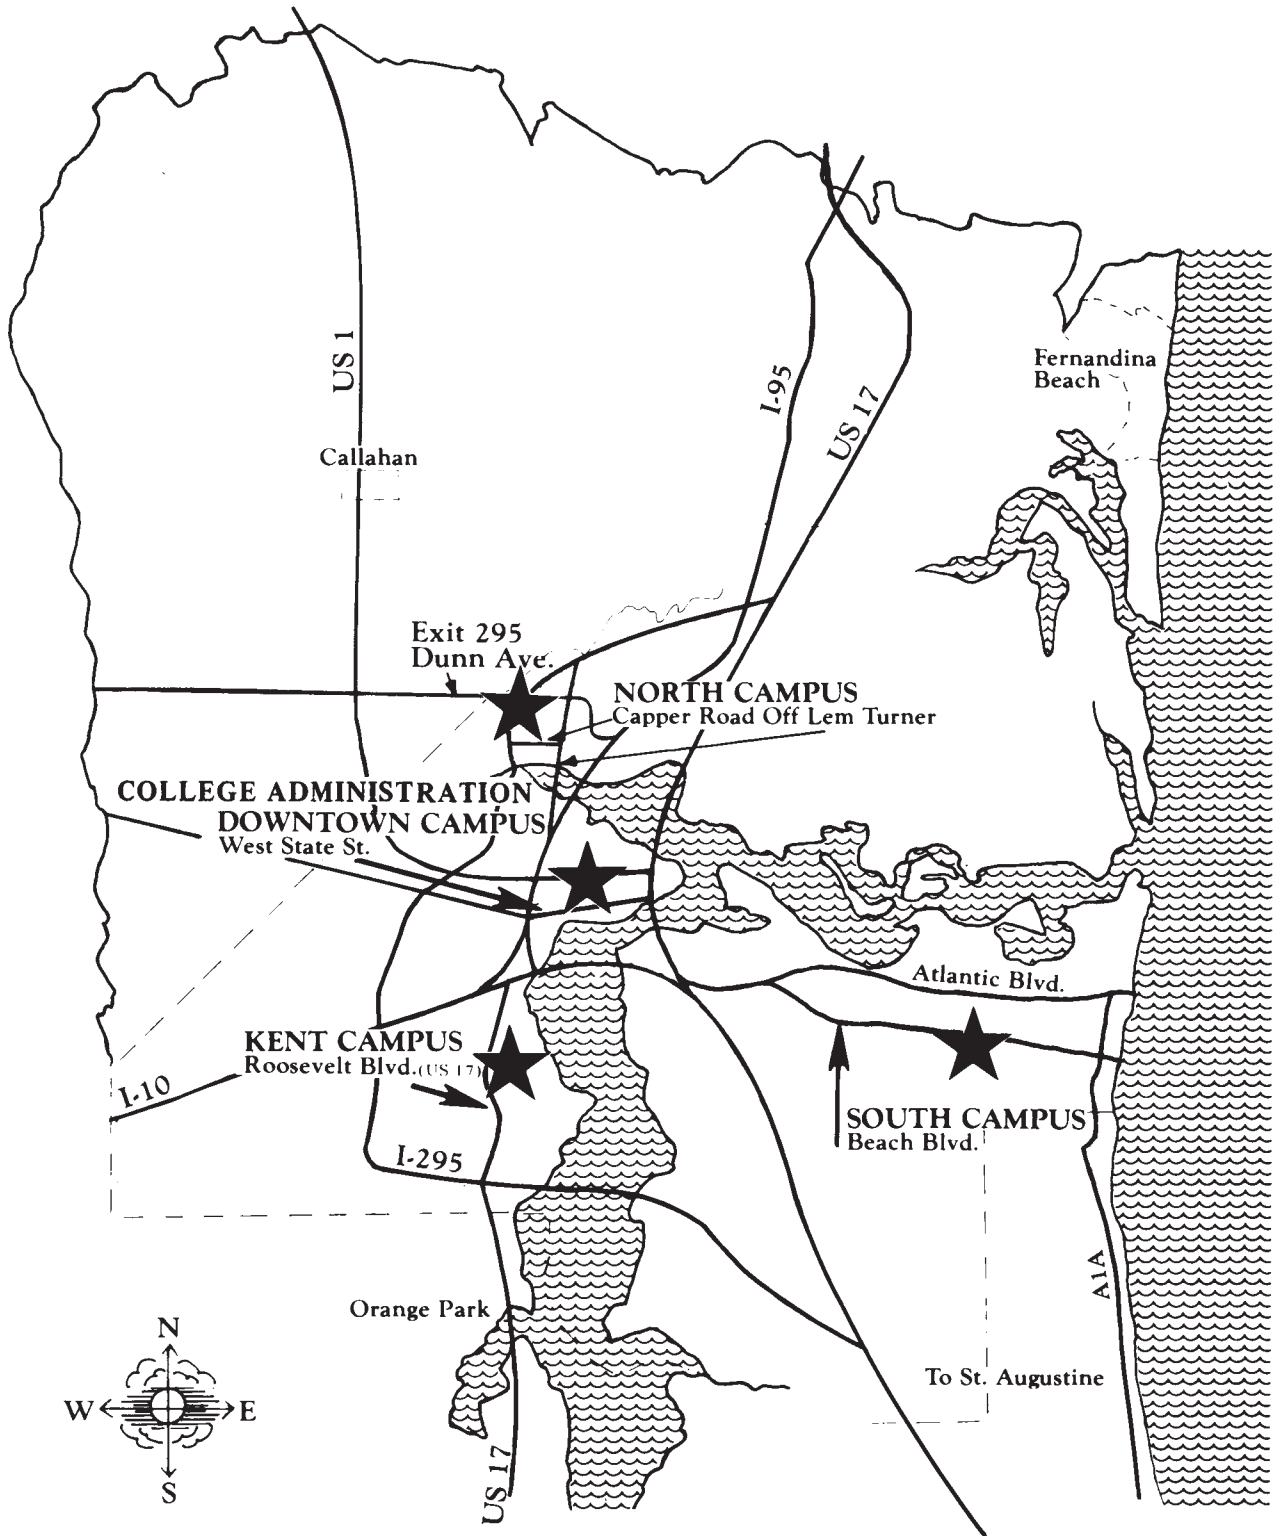 US 1
I-95
US 17
Fernandina
Beach
Callahan
Exit 295
Dunn Ave.
NORTH CAMPUS
Capper Road Off Lem Turner
COLLEGE ADMINISTRATION
DOWNTOWN CAMPUS
West State St.
Atlantic Blvd.
KENT CAMPUS
Roosevelt Blvd.(US 17)
I-10
SOUTH CAMPUS
Beach Blvd.
I-295
A1A
Orange Park
To St. Augustine
N
W E
S
US 17